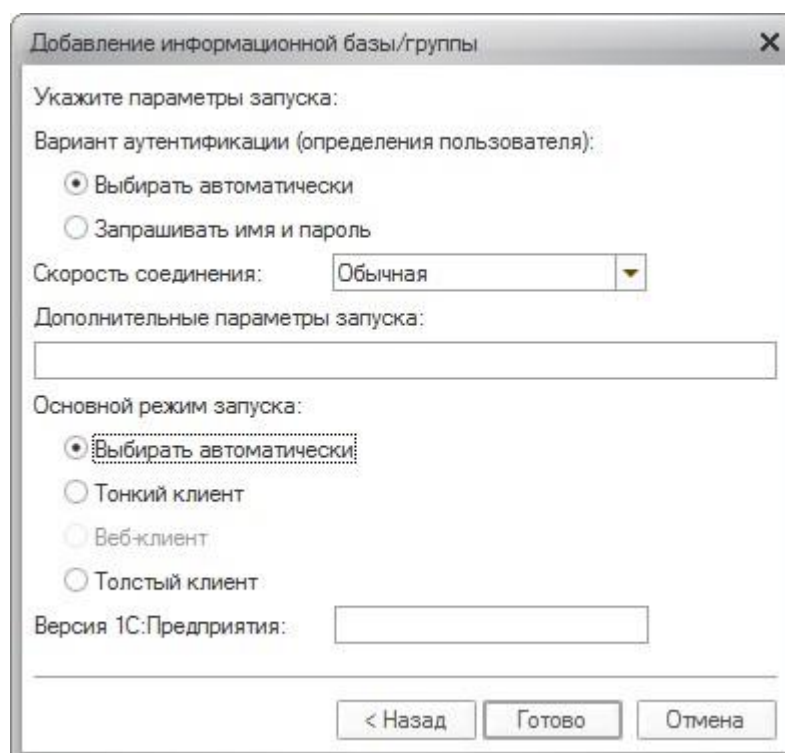 Добавление информационной базы/группы
Укажите параметры запуска:
Вариант аутентификации (определения пользователя):
Выбирать автоматически
Запрашивать имя и пароль
Скорость соединения: Обычная
Дополнительные параметры запуска:
Основной режим запуска:
Выбирать автоматически
Тонкий клиент
Веб-клиент
Толстый клиент
Версия 1С:Предприятия:
< Назад Готово Отмена